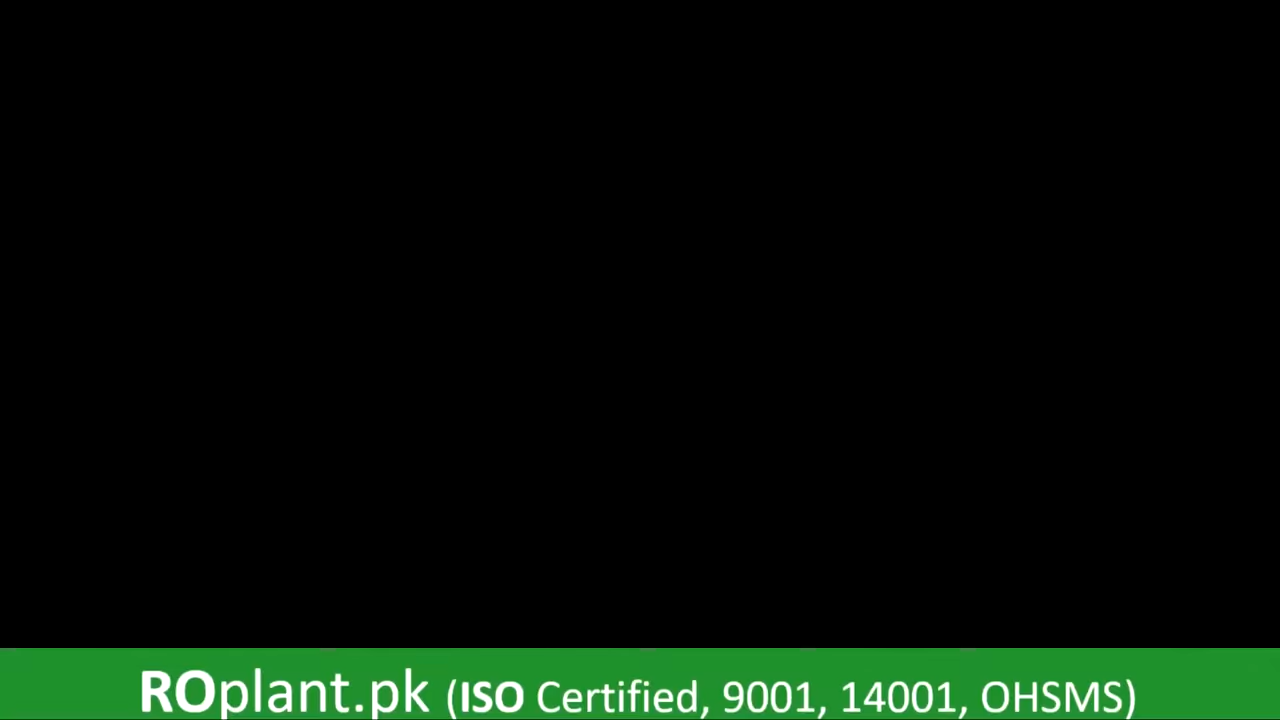 ROplant.pk (ISO Certified, 9001, 14001, OHSMS)